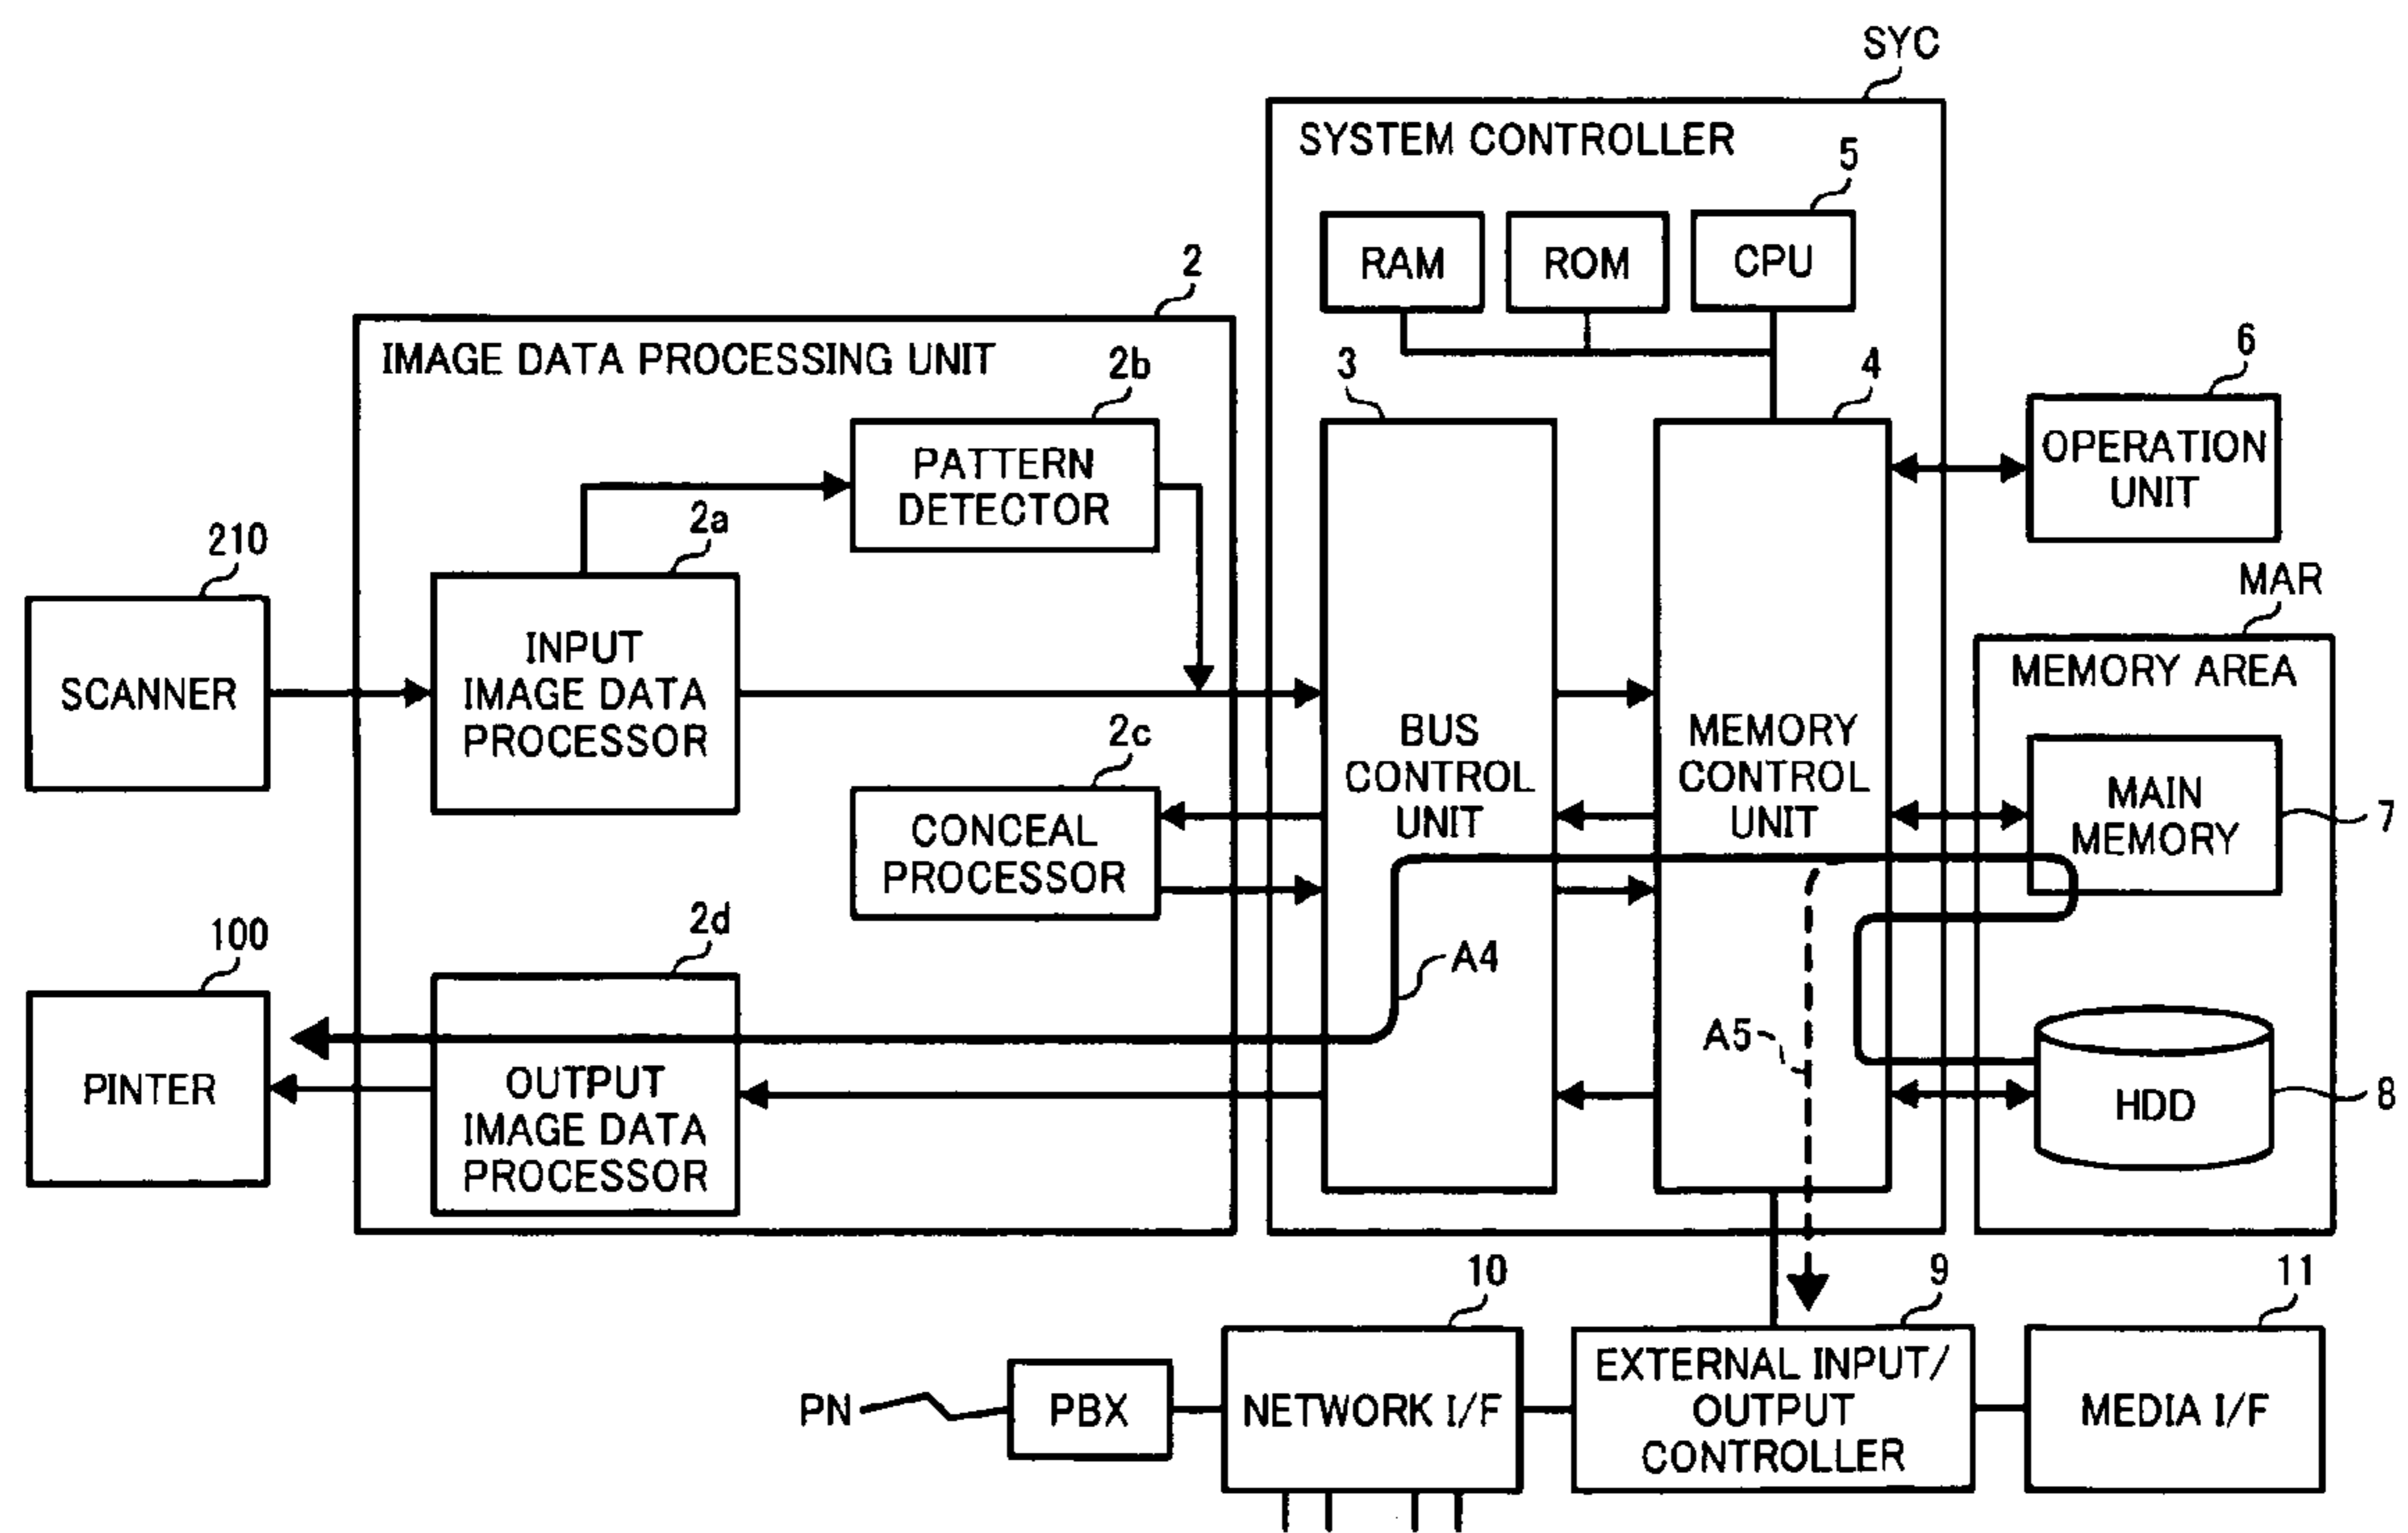 SYC
SYSTEM CONTROLLER
5
RAM
ROM
CPU
2
IMAGE DATA PROCESSING UNIT
2b
3
4
6
PATTERN
DETECTOR
OPERATION
UNIT
2a
210
MAR
SCANNER
INPUT
IMAGE DATA
PROCESSOR
MEMORY AREA
2c
BUS
CONTROL
UNIT
MEMORY
CONTROL
UNIT
MAIN
MEMORY
7
CONCEAL
PROCESSOR
2d
100
A4
A5
PINTER
OUTPUT
IMAGE DATA
PROCESSOR
HDD
8
10
9
11
PN
PBX
NETWORK I/F
EXTERNAL INPUT/
OUTPUT
CONTROLLER
MEDIA I/F